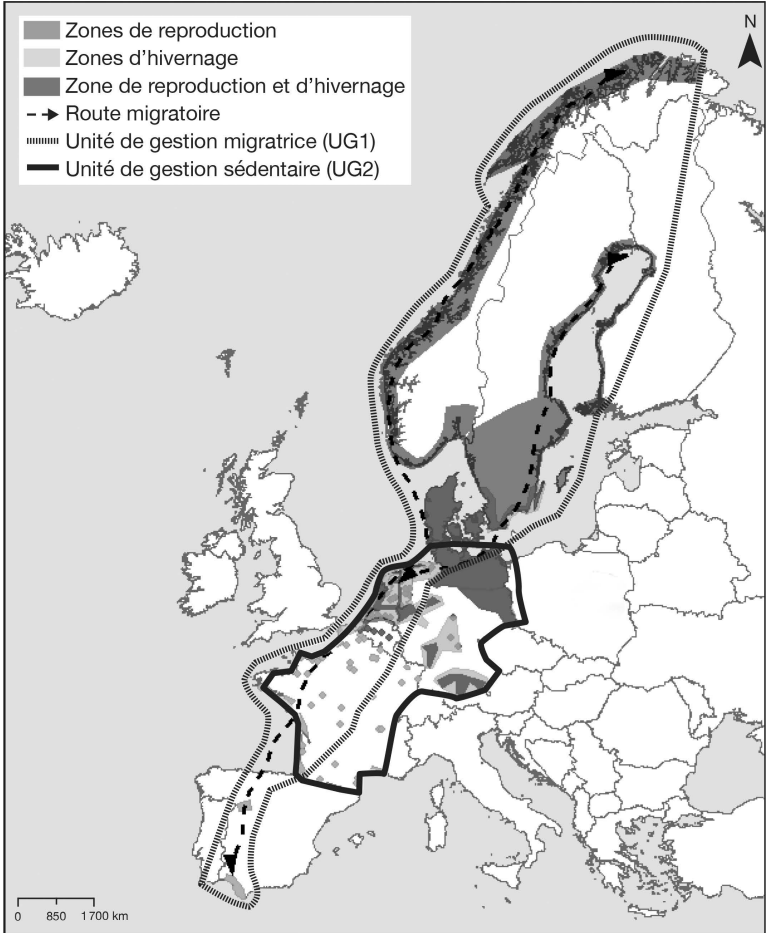 Zones de reproduction
Zones d’hivernage
Zone de reproduction et d’hivernage
Route migratoire
Unité de gestion migratrice (UG1)
Unité de gestion sédentaire (UG2)
N
0 850 1700 km